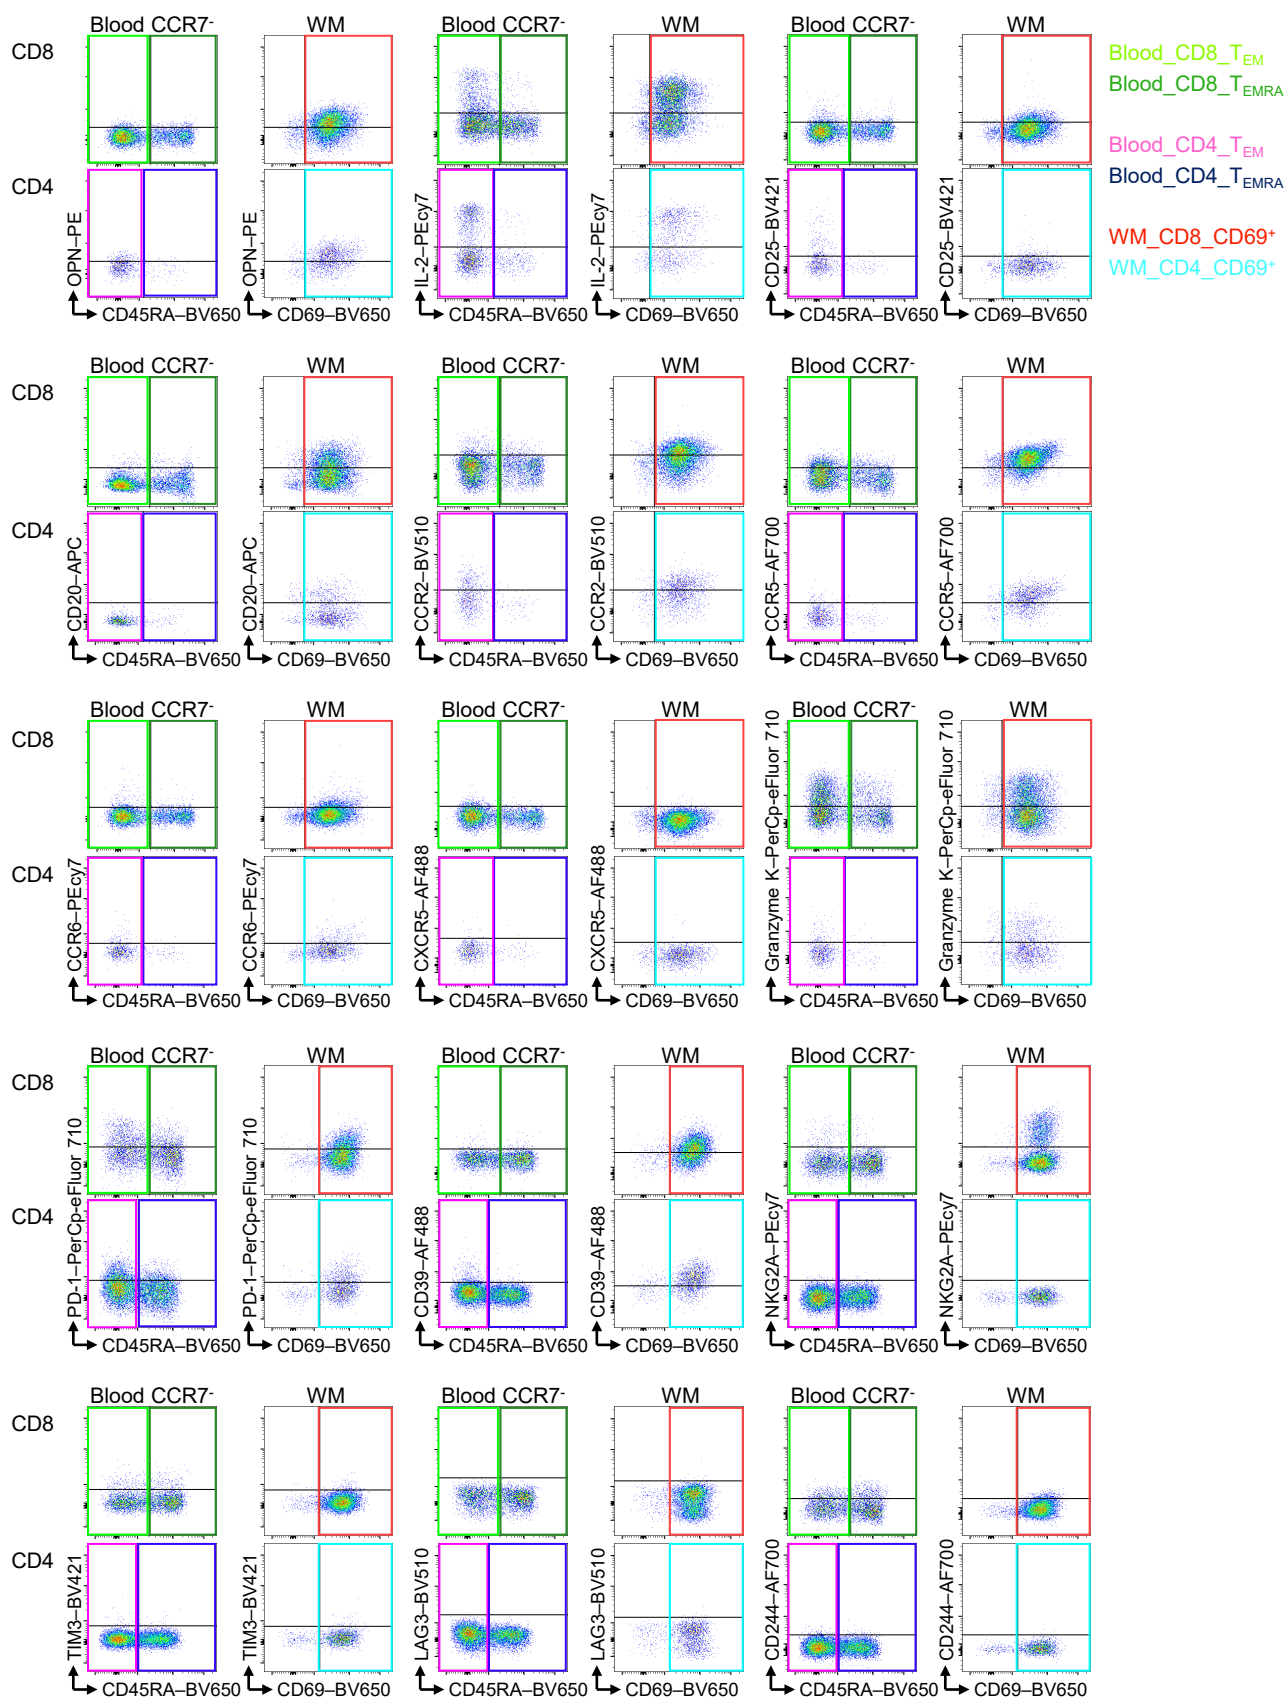 Blood CCR7- WM Blood CCR7- WM Blood CCR7- WM
CD8
CD4
OPN–PE
OPN–PE
IL-2–PEcy7
IL-2–PEcy7
CD25–BV421
CD25–BV421
CD45RA–BV650 CD69–BV650 CD45RA–BV650 CD69–BV650 CD45RA–BV650 CD69–BV650
Blood_CD8_TEM
Blood_CD8_TEMRA
Blood_CD4_TEM
Blood_CD4_TEMRA
WM_CD8_CD69+
WM_CD4_CD69+
Blood CCR7- WM Blood CCR7- WM Blood CCR7- WM
CD8
CD4
CD20–APC
CD20–APC
CCR2–BV510
CCR2–BV510
CCR5–AF700
CCR5–AF700
CD45RA–BV650 CD69–BV650 CD45RA–BV650 CD69–BV650 CD45RA–BV650 CD69–BV650
Blood CCR7- WM Blood CCR7- WM Blood CCR7- WM
CD8
CD4
CCR6–PEcy7
CCR6–PEcy7
CXCR5–AF488
CXCR5–AF488
Granzyme K–PerCp-eFluor 710
Granzyme K–PerCp-eFluor 710
CD45RA–BV650 CD69–BV650 CD45RA–BV650 CD69–BV650 CD45RA–BV650 CD69–BV650
Blood CCR7- WM Blood CCR7- WM Blood CCR7- WM
CD8
CD4
PD-1–PerCp-eFluor 710
PD-1–PerCp-eFluor 710
CD39–AF488
CD39–AF488
NKG2A–PEcy7
NKG2A–PEcy7
CD45RA–BV650 CD69–BV650 CD45RA–BV650 CD69–BV650 CD45RA–BV650 CD69–BV650
Blood CCR7- WM Blood CCR7- WM Blood CCR7- WM
CD8
CD4
TIM3–BV421
TIM3–BV421
LAG3–BV510
LAG3–BV510
CD244–AF700
CD244–AF700
CD45RA–BV650 CD69–BV650 CD45RA–BV650 CD69–BV650 CD45RA–BV650 CD69–BV650